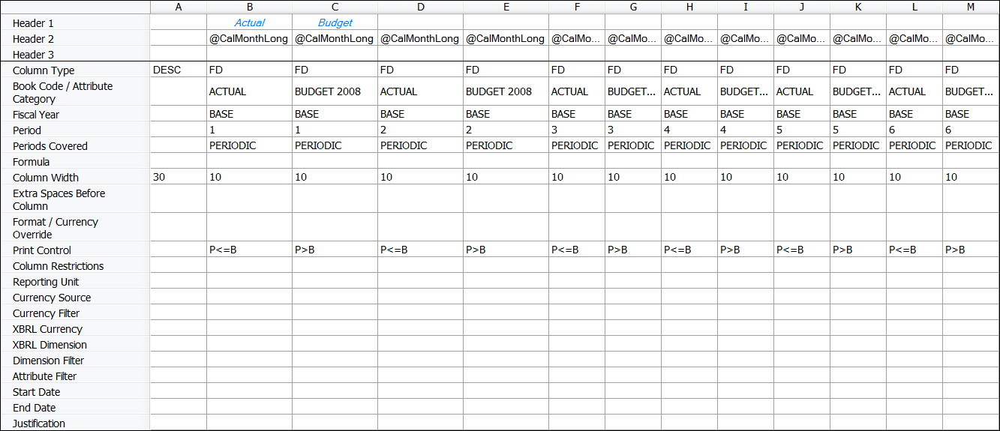 A B C D E F G H I J K L M
Header 1 Actual Budget
Header 2 @CalMonthLong @CalMonthLong @CalMonthLong @CalMonthLong @CalMo... @CalMo... @CalMo... @CalMo... @CalMo... @CalMo... @CalMo... @CalMo...
Header 3
Column Type DESC FD FD FD FD FD FD FD FD FD FD FD FD
Book Code / Attribute
Category ACTUAL BUDGET 2008 ACTUAL BUDGET 2008 ACTUAL BUDGET... ACTUAL BUDGET... ACTUAL BUDGET... ACTUAL BUDGET...
Fiscal Year BASE BASE BASE BASE BASE BASE BASE BASE BASE BASE BASE BASE
Period 1 1 2 2 3 3 4 4 5 5 6 6
Periods Covered PERIODIC PERIODIC PERIODIC PERIODIC PERIODIC PERIODIC PERIODIC PERIODIC PERIODIC PERIODIC PERIODIC PERIODIC
Formula
Column Width 30 10 10 10 10 10 10 10 10 10 10 10 10
Extra Spaces Before
Column
Format / Currency
Override
Print Control P<=B P>B P<=B P>B P<=B P>B P<=B P>B P<=B P>B P<=B P>B
Column Restrictions
Reporting Unit
Currency Source
Currency Filter
XBRL Currency
XBRL Dimension
Dimension Filter
Attribute Filter
Start Date
End Date
Justification